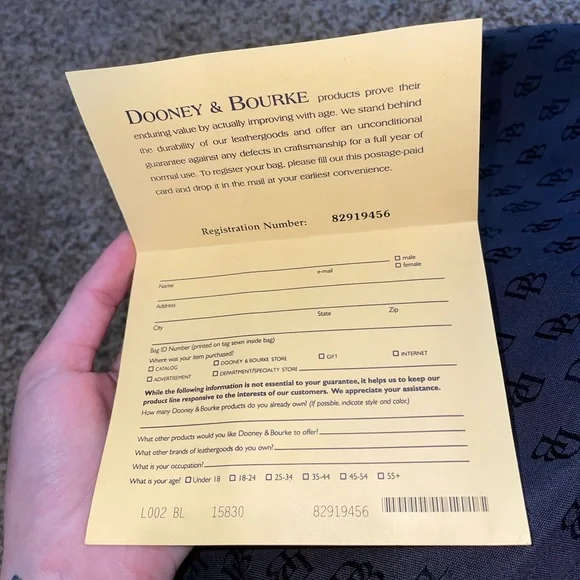 DOONEY & BOURKE products prove their
enduring value by actually improving with age. We stand behind
the durability of our leathergoods and offer an unconditional
guarantee against any defects in craftsmanship for a full year of
normal use. To register your bag, please fill out this postage-paid
card and drop it in the mail at your earliest convenience.
Registration Number: 82919456
male
female
Name e-mail
Address
City State Zip
Bag ID Number (printed on tag sewn inside bag)
Where was your item purchased?
CATALOG DOONEY & BOURKE STORE GIFT INTERNET
ADVERTISEMENT DEPARTMENT/SPECIALTY STORE
While the following information is not essential to your guarantee, it helps us to keep our
product line responsive to the interests of our customers. We appreciate your assistance.
How many Dooney & Bourke products do you already own? (If possible, indicate style and color.)
What other products would you like Dooney & Bourke to offer?
What other brands of leathergoods do you own?
What is your occupation?
What is your age? Under 18 18-24 25-34 35-44 45-54 55+
L002 BL 15830 82919456